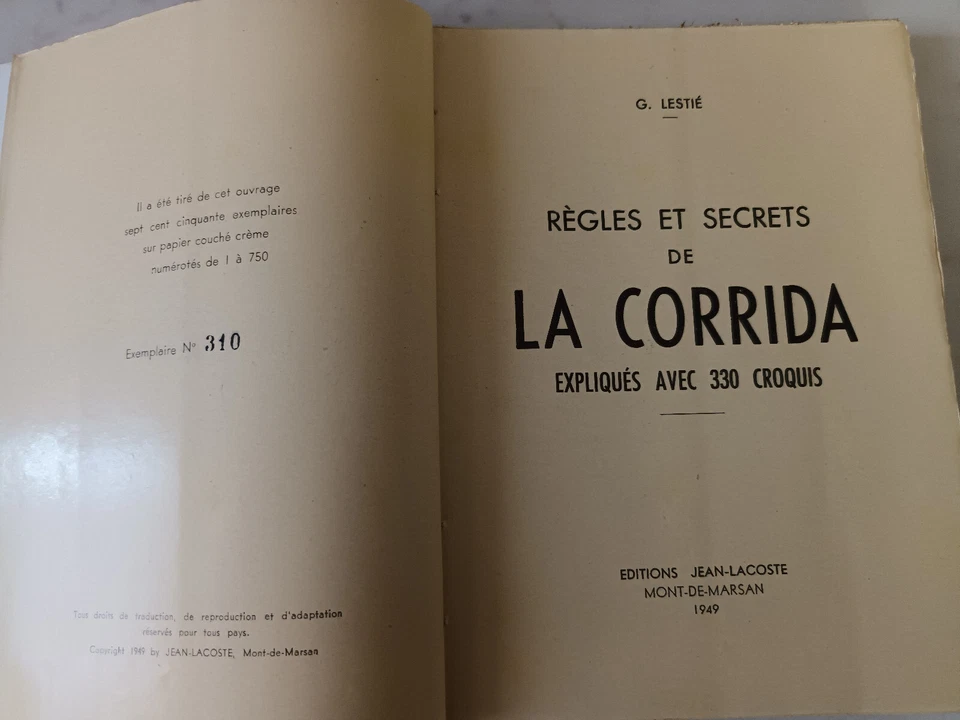 Il a été tiré de cet ouvrage
sept cent cinquante exemplaires
sur papier couché crème
numérotés de 1 à 750
Exemplaire N° 310
Tous droits de traduction, de reproduction et d'adaptation
réservés pour tous pays.
Copyright 1949 by JEAN-LACOSTE, Mont-de-Marsan
G. LESTIÉ
RÈGLES ET SECRETS
DE
LA CORRIDA
EXPLIQUÉS AVEC 330 CROQUIS
EDITIONS JEAN-LACOSTE
MONT-DE-MARSAN
1949